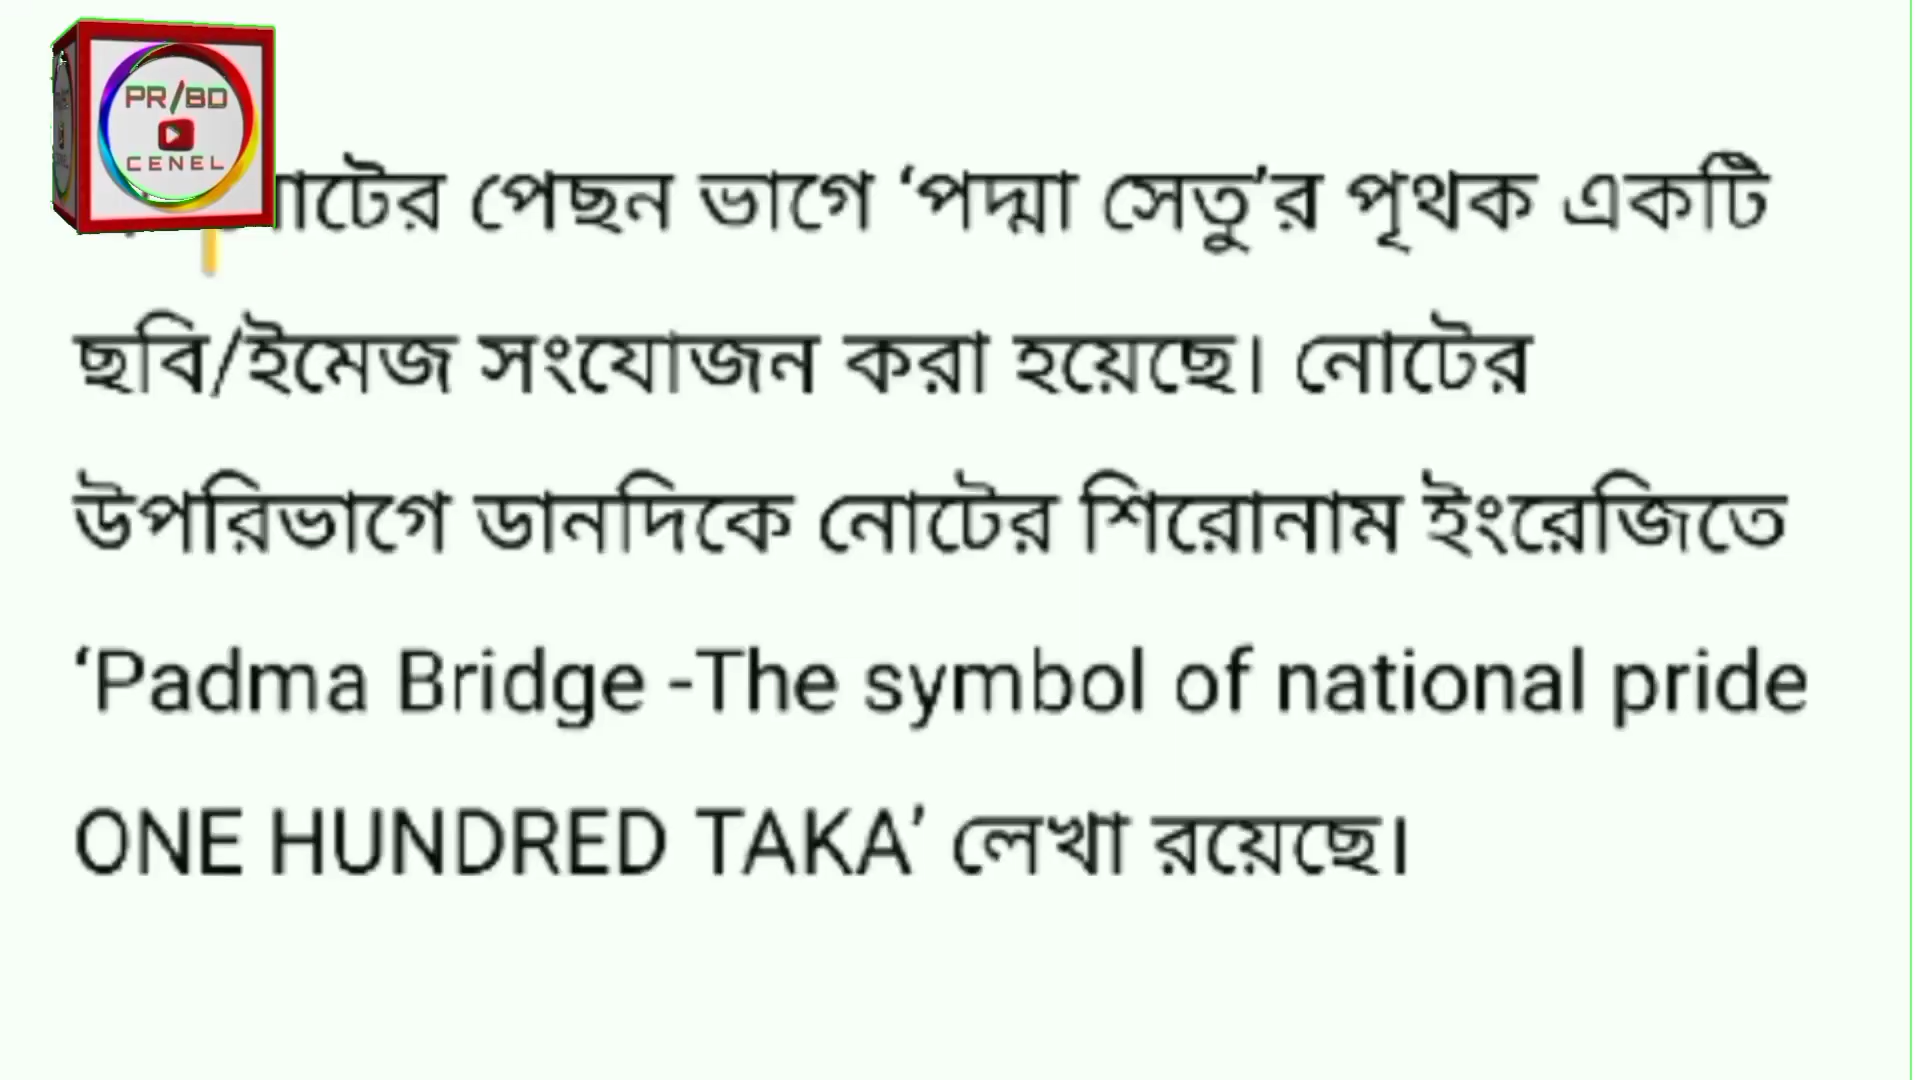 PR/BD
CENEL
পেছন ভাগে ‘পদ্মা সেতু’র পৃথক একটি
ছবি/ইমেজ সংযোজন করা হয়েছে। নোটের
উপরিভাগে ডানদিকে নোটের শিরোনাম ইংরেজিতে
‘Padma Bridge -The symbol of national pride
ONE HUNDRED TAKA’ লেখা রয়েছে।